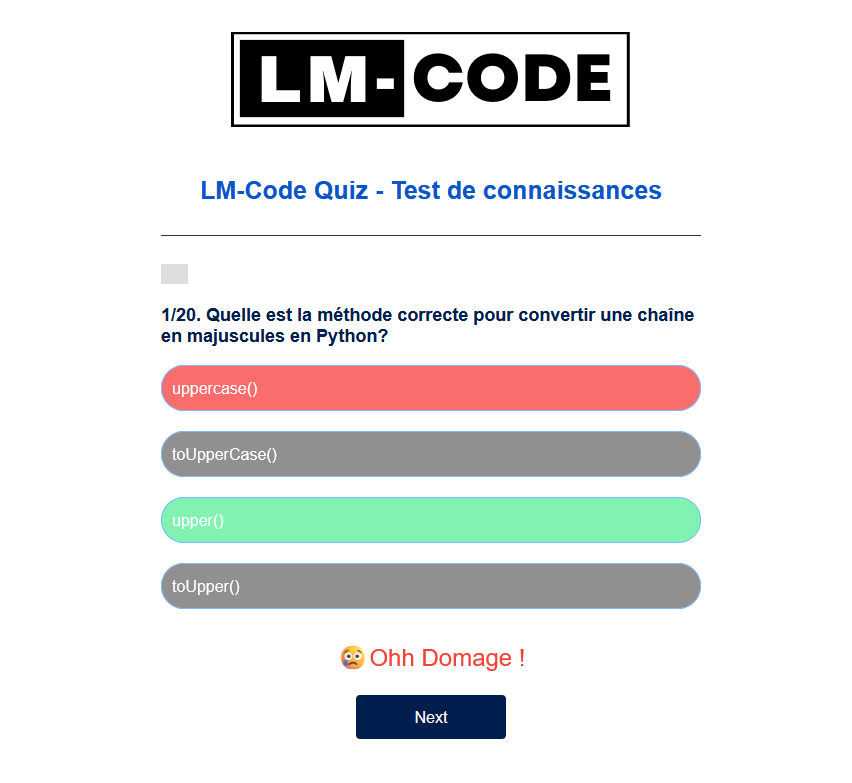 LM-CODE
LM-Code Quiz - Test de connaissances
1/20. Quelle est la méthode correcte pour convertir une chaîne
en majuscules en Python?
uppercase()
toUpperCase()
upper()
toUpper()
😢 Ohh Domage !
Next